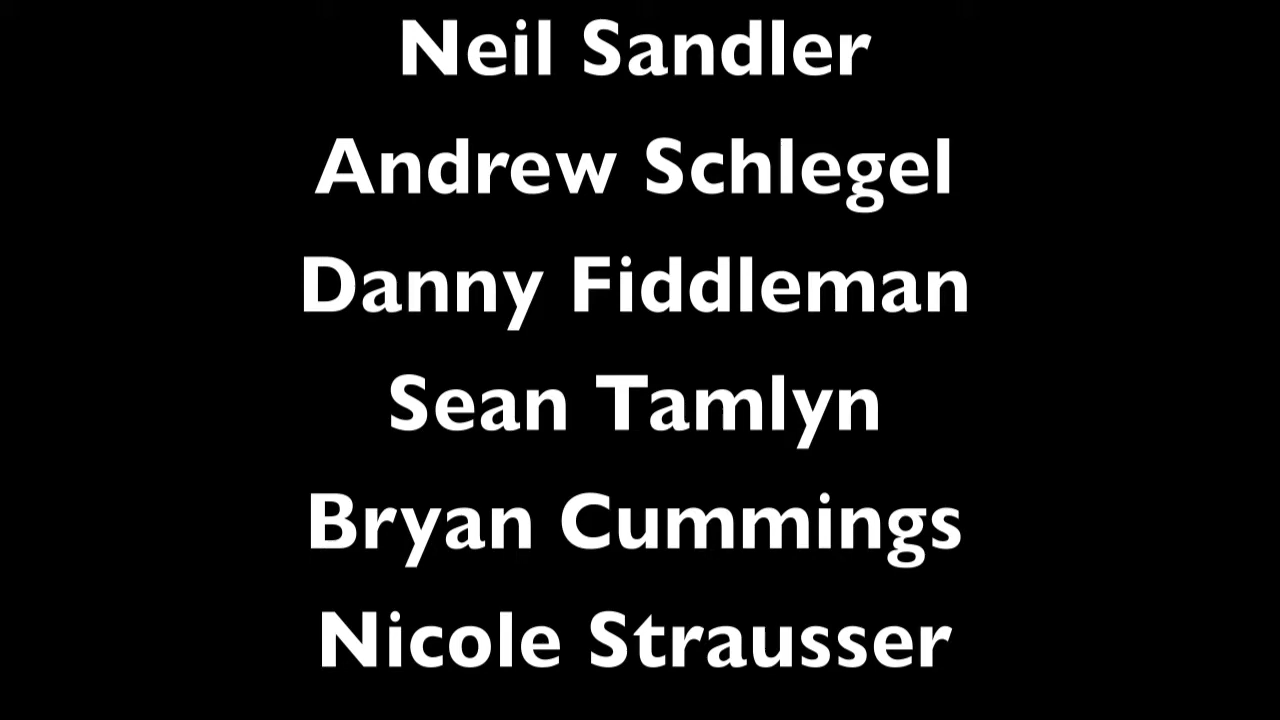 Neil Sandler
Andrew Schlegel
Danny Fiddleman
Sean Tamlyn
Bryan Cummings
Nicole Strausser